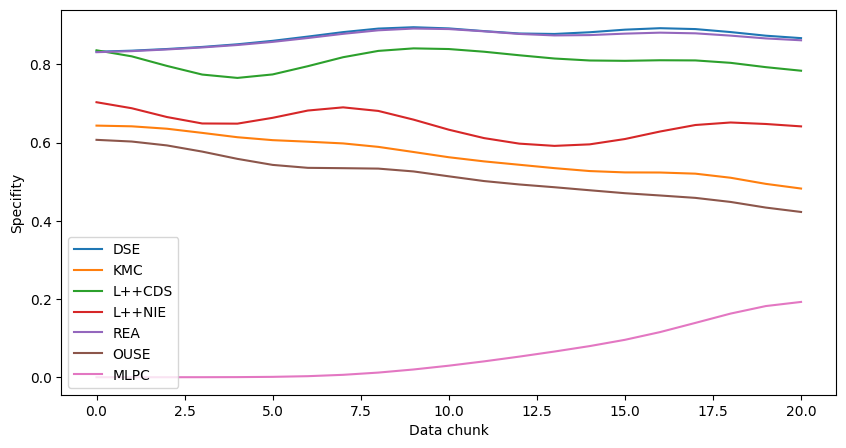 0.8
0.6
0.4
0.2
0.0
Specifity
DSE
KMC
L++CDS
L++NIE
REA
OUSE
MLPC
0.0 2.5 5.0 7.5 10.0 12.5 15.0 17.5 20.0
Data chunk